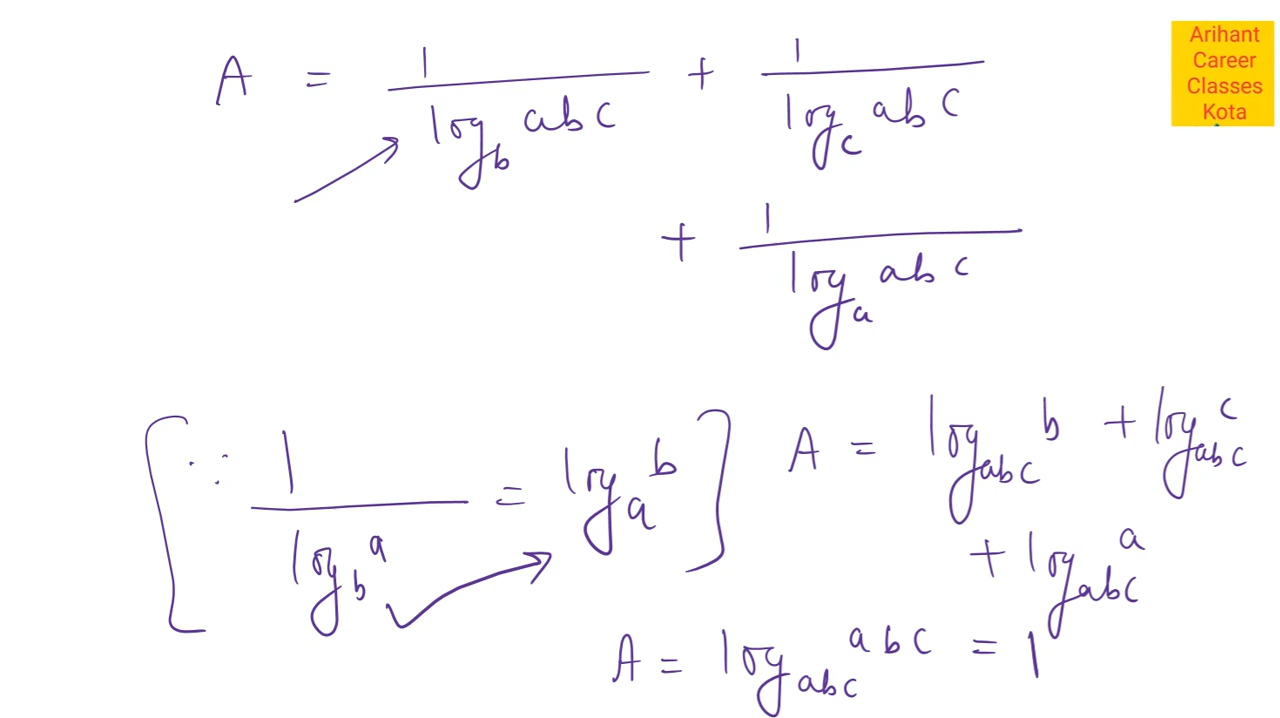 Arihant
Career
Classes
Kota
A = 1/log_b abc + 1/log_c abc
+ 1/log_a abc
[∵ 1/log_b a = log_a b]
A = log_abc b + log_abc c
+ log_abc a
A = log_abc abc = 1